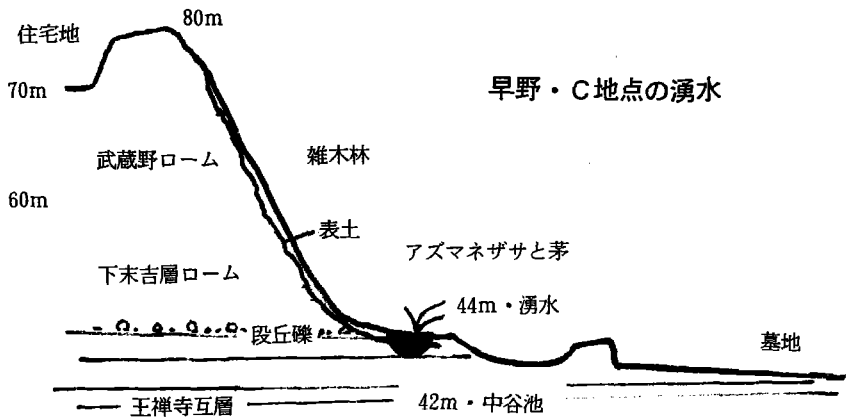 80m
住宅地
早野・C地点の湧水
70m
武蔵野ローム
雑木林
60m
表土
アズマネザサと茅
下末吉層ローム
44m・湧水
段丘礫
墓地
王禅寺互層
42m・中谷池